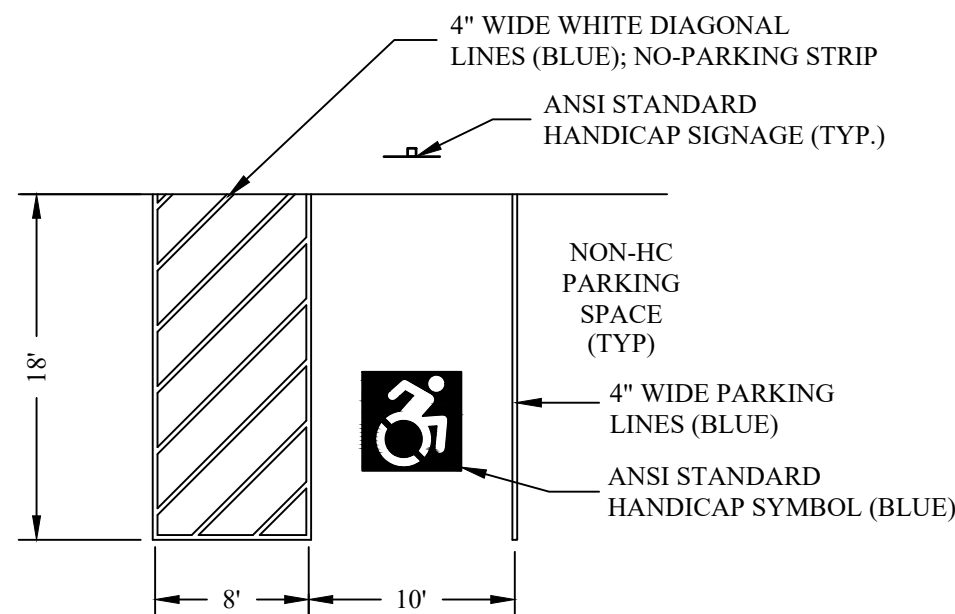 4" WIDE WHITE DIAGONAL
LINES (BLUE); NO-PARKING STRIP
ANSI STANDARD
HANDICAP SIGNAGE (TYP.)
NON-HC
PARKING
SPACE
(TYP)
18'
4" WIDE PARKING
LINES (BLUE)
ANSI STANDARD
HANDICAP SYMBOL (BLUE)
8'
10'